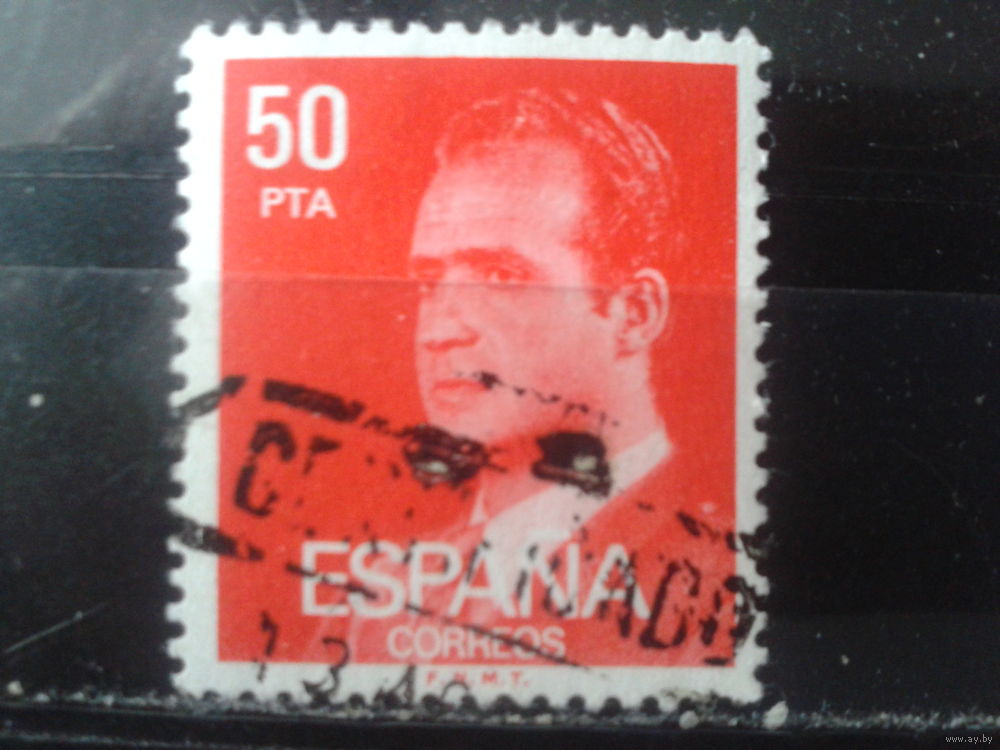 50
PTA
ESPAÑA
CORREOS
F. N. M. T.
www.ay.by